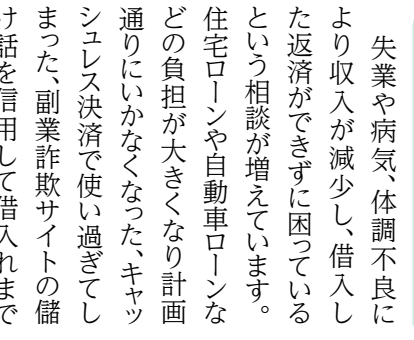 失業や病気、体調不良に
より収入が減少し、借入し
た返済ができずに困っている
という相談が増えています。
住宅ローンや自動車ローンな
どの負担が大きくなり計画
通りにいかなくなった、キャッ
シュレス決済で使い過ぎてし
まった、副業詐欺サイトの儲
け話を信用して借入れまで